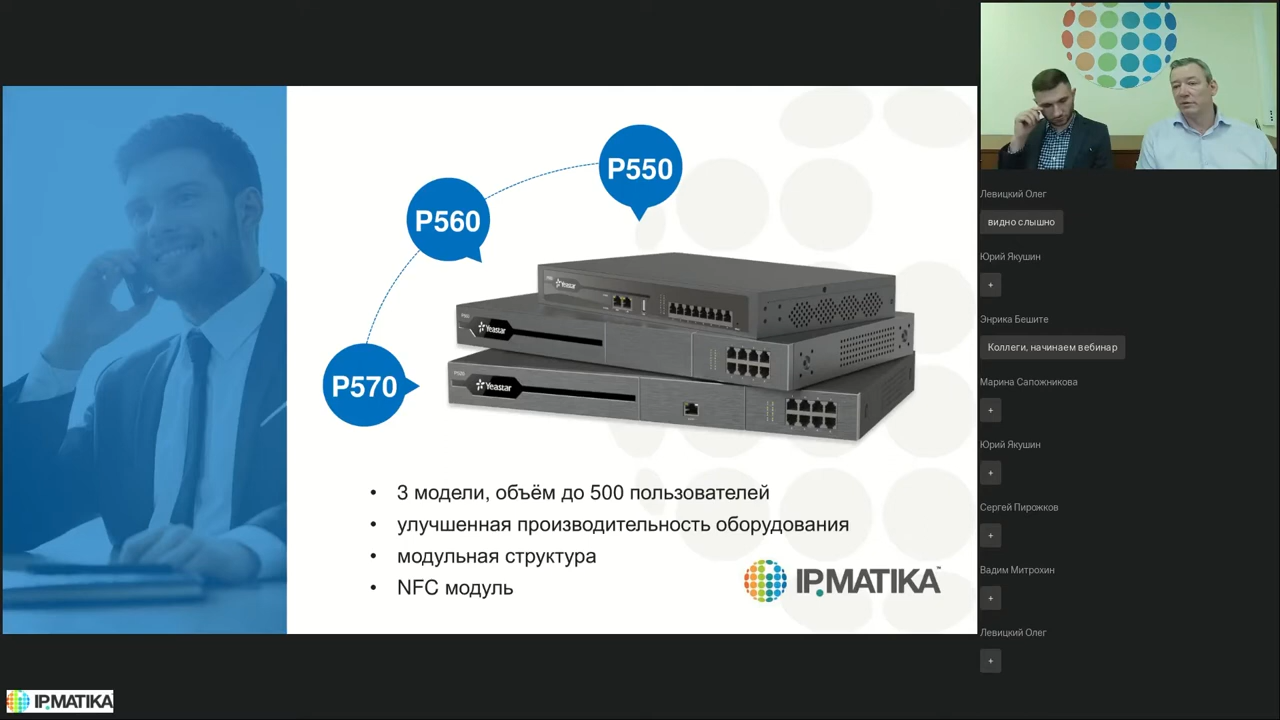 P550
P560
P570
Yeastar
Yeastar
Yeastar
• 3 модели, объём до 500 пользователей
• улучшенная производительность оборудования
• модульная структура
• NFC модуль
IP.MATIKA™
Левицкий Олег
видно слышно
Юрий Якушин
+
Энрика Бешите
Коллеги, начинаем вебинар
Марина Сапожникова
+
Юрий Якушин
+
Сергей Пирожков
+
Вадим Митрохин
+
Левицкий Олег
+
IP.MATIKA